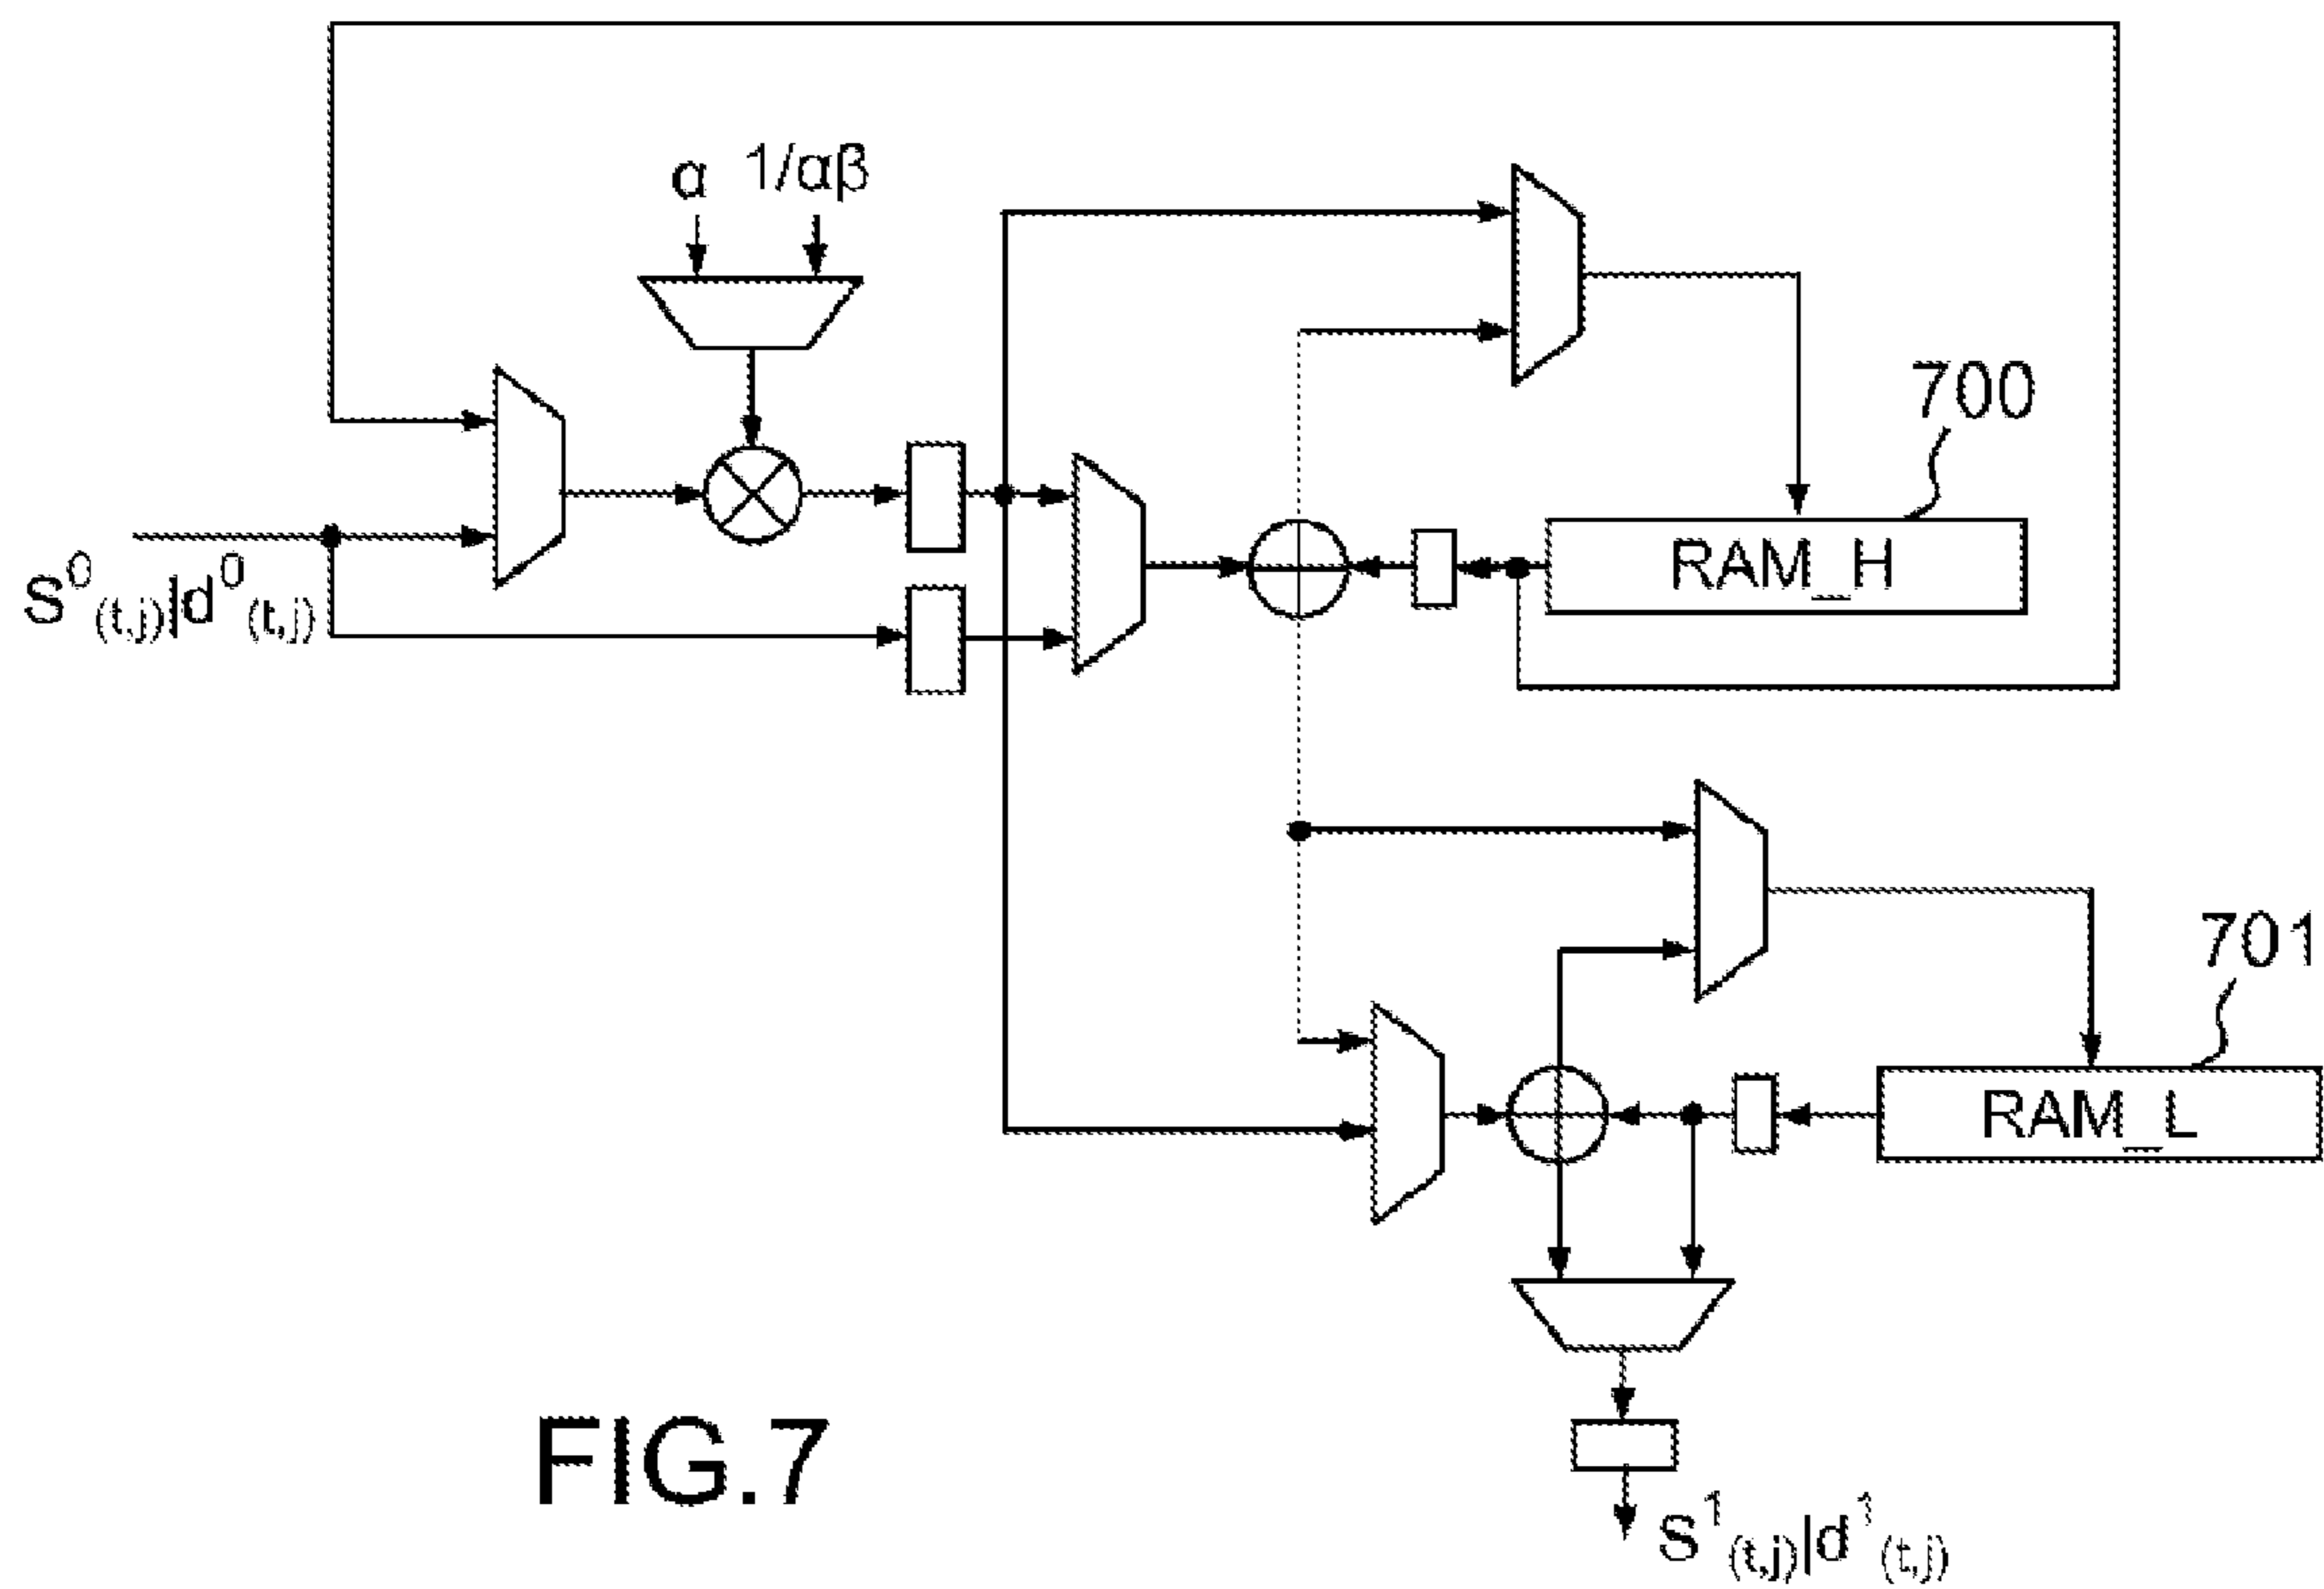 α 1/αβ
700
RAM_H
S⁰(t,j)|d⁰(t,j)
701
RAM_L
FIG.7
S¹(t,j)|d¹(t,j)